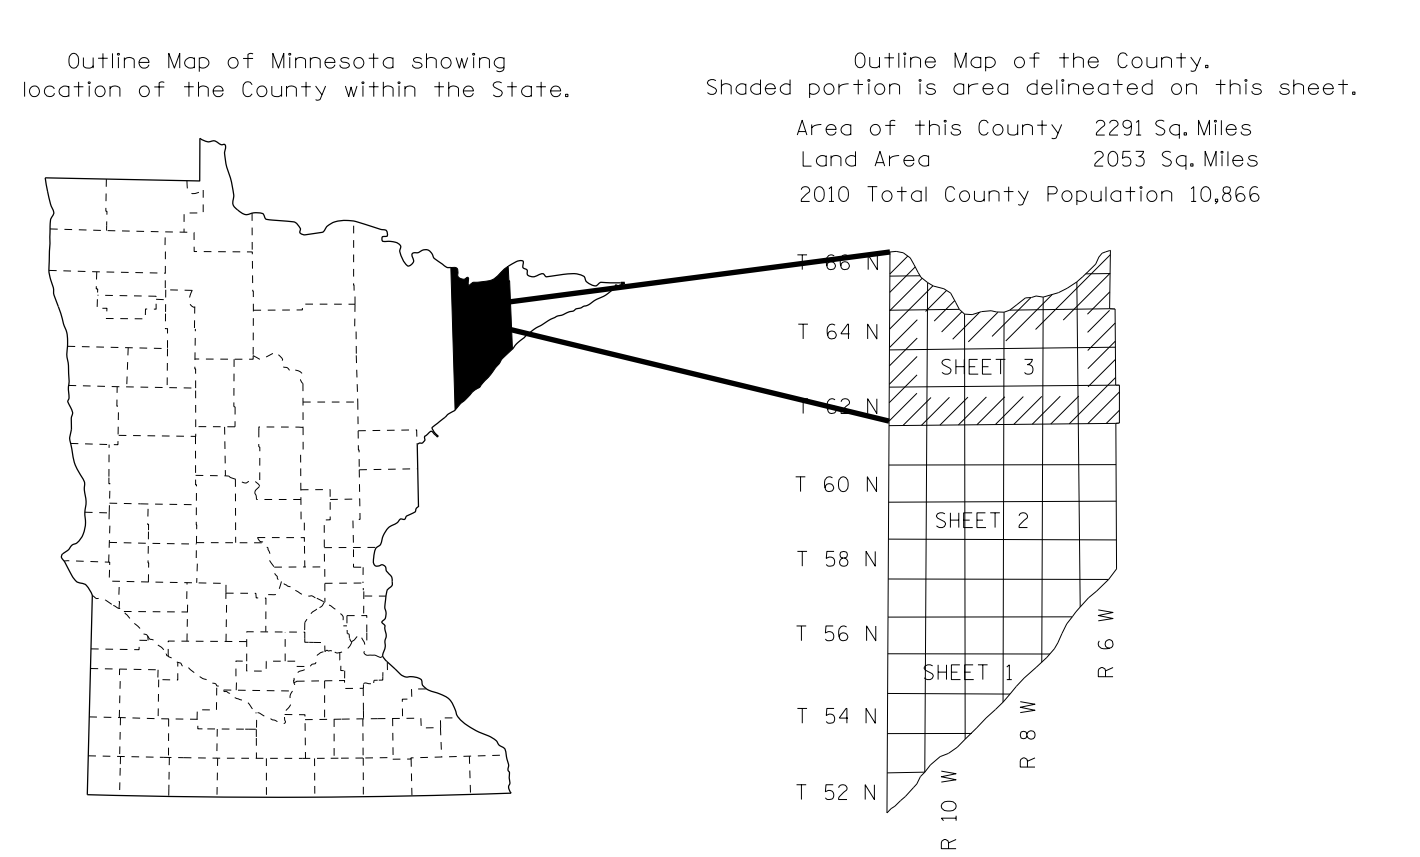 Outline Map of Minnesota showing
location of the County within the State.
Outline Map of the County.
Shaded portion is area delineated on this sheet.
Area of this County 2291 Sq. Miles
Land Area 2053 Sq. Miles
2010 Total County Population 10,866
T 66 N
T 64 N
SHEET 3
T 62 N
T 60 N
SHEET 2
T 58 N
T 56 N
R 6 W
SHEET 1
T 54 N
R 8 W
T 52 N
R 10 W